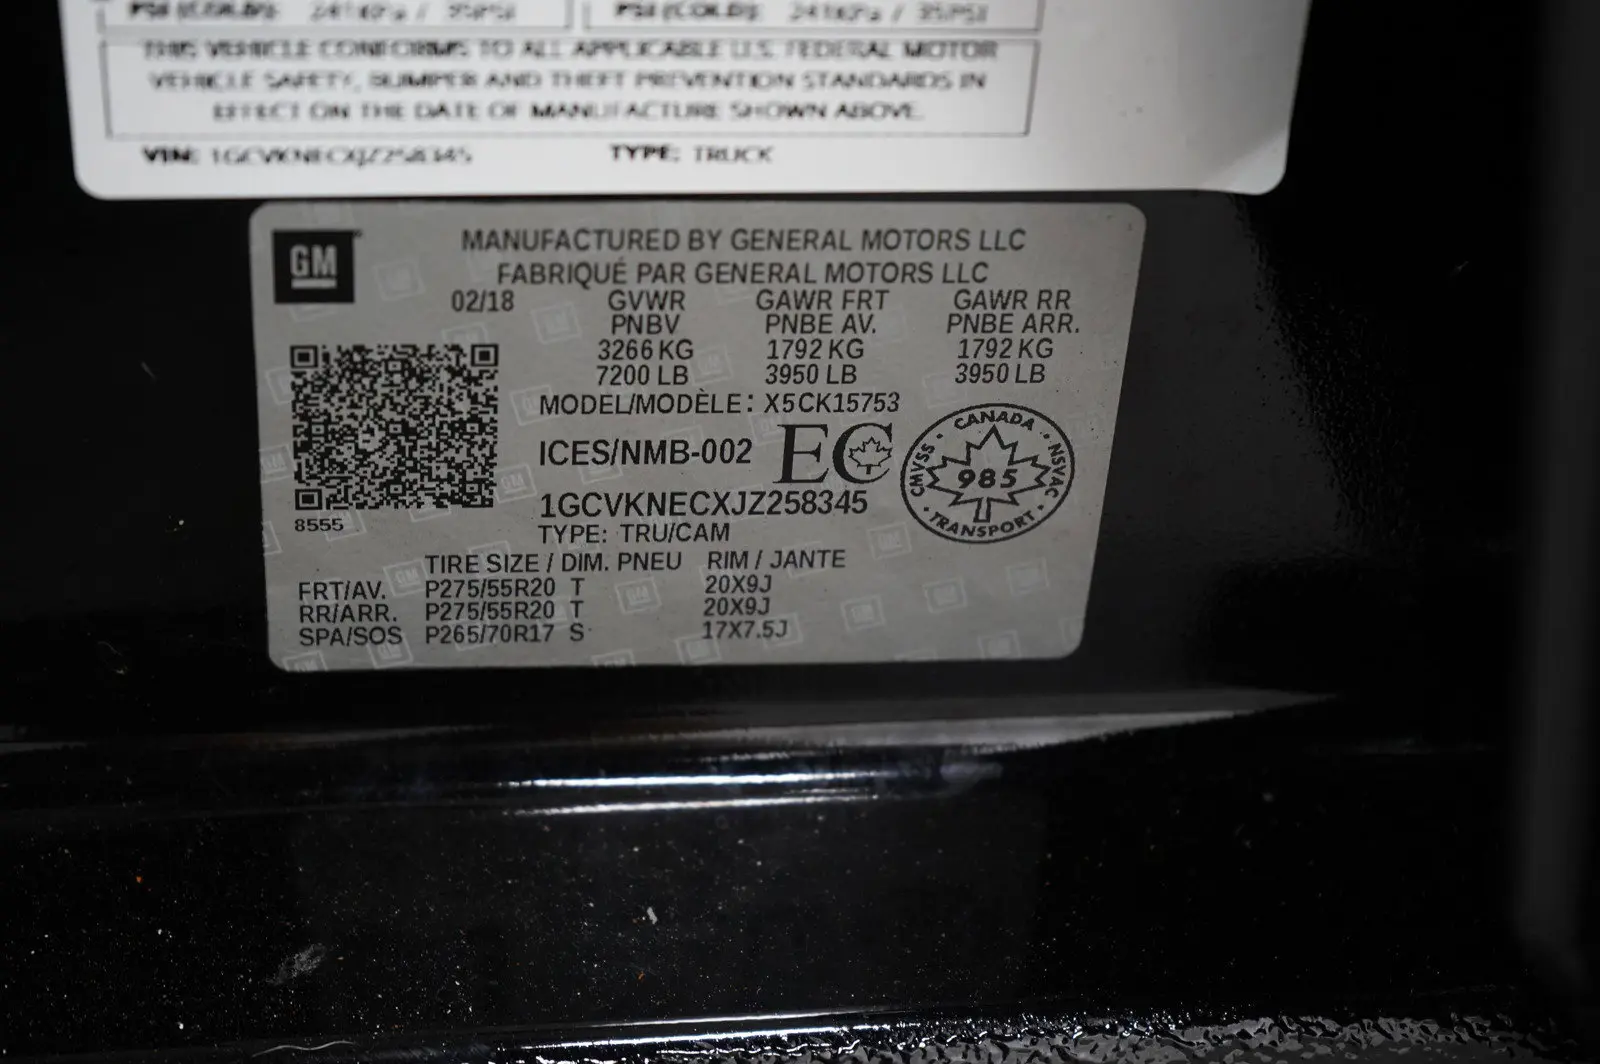 PSI (COLD): 241KPa / 35PSI PSI (COLD): 241KPa / 35PSI
THIS VEHICLE CONFORMS TO ALL APPLICABLE U.S. FEDERAL MOTOR
VEHICLE SAFETY, BUMPER AND THEFT PREVENTION STANDARDS IN
EFFECT ON THE DATE OF MANUFACTURE SHOWN ABOVE.
VIN: 1GCVKNECXJZ258345 TYPE: TRUCK
GM
MANUFACTURED BY GENERAL MOTORS LLC
FABRIQUÉ PAR GENERAL MOTORS LLC
02/18 GVWR GAWR FRT GAWR RR
PNBV PNBE AV. PNBE ARR.
3266 KG 1792 KG 1792 KG
7200 LB 3950 LB 3950 LB
MODEL/MODÈLE: X5CK15753
ICES/NMB-002 EC
CANADA
CMVSS 985 NSVAC
TRANSPORT
1GCVKNECXJZ258345
8555
TYPE: TRU/CAM
TIRE SIZE / DIM. PNEU RIM / JANTE
FRT/AV. P275/55R20 T 20X9J
RR/ARR. P275/55R20 T 20X9J
SPA/SOS P265/70R17 S 17X7.5J